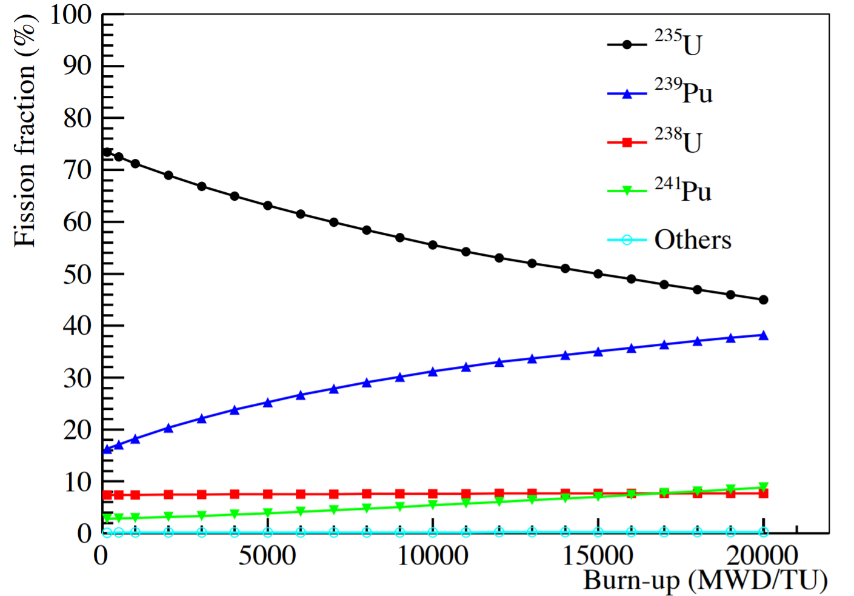 Fission fraction (%)
100
90
80
70
60
50
40
30
20
10
0
²³⁵U
²³⁹Pu
²³⁸U
²⁴¹Pu
Others
0 5000 10000 15000 20000
Burn-up (MWD/TU)